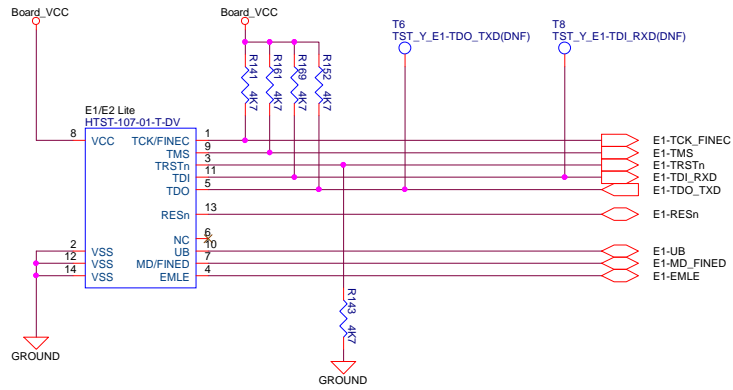 Board_VCC
Board_VCC
T6
TST_Y_E1-TDO_TXD(DNF)
T8
TST_Y_E1-TDI_RXD(DNF)
R141
4K7
R161
4K7
R169
4K7
R152
4K7
E1/E2 Lite
HTST-107-01-T-DV
8 VCC TCK/FINEC 1 E1-TCK_FINEC
TMS 9 E1-TMS
TRSTn 3 E1-TRSTn
TDI 11 E1-TDI_RXD
TDO 5 E1-TDO_TXD
RESn 13 E1-RESn
NC 6
2 VSS UB 10 E1-UB
12 VSS MD/FINED 7 E1-MD_FINED
14 VSS EMLE 4 E1-EMLE
R143
4K7
GROUND
GROUND